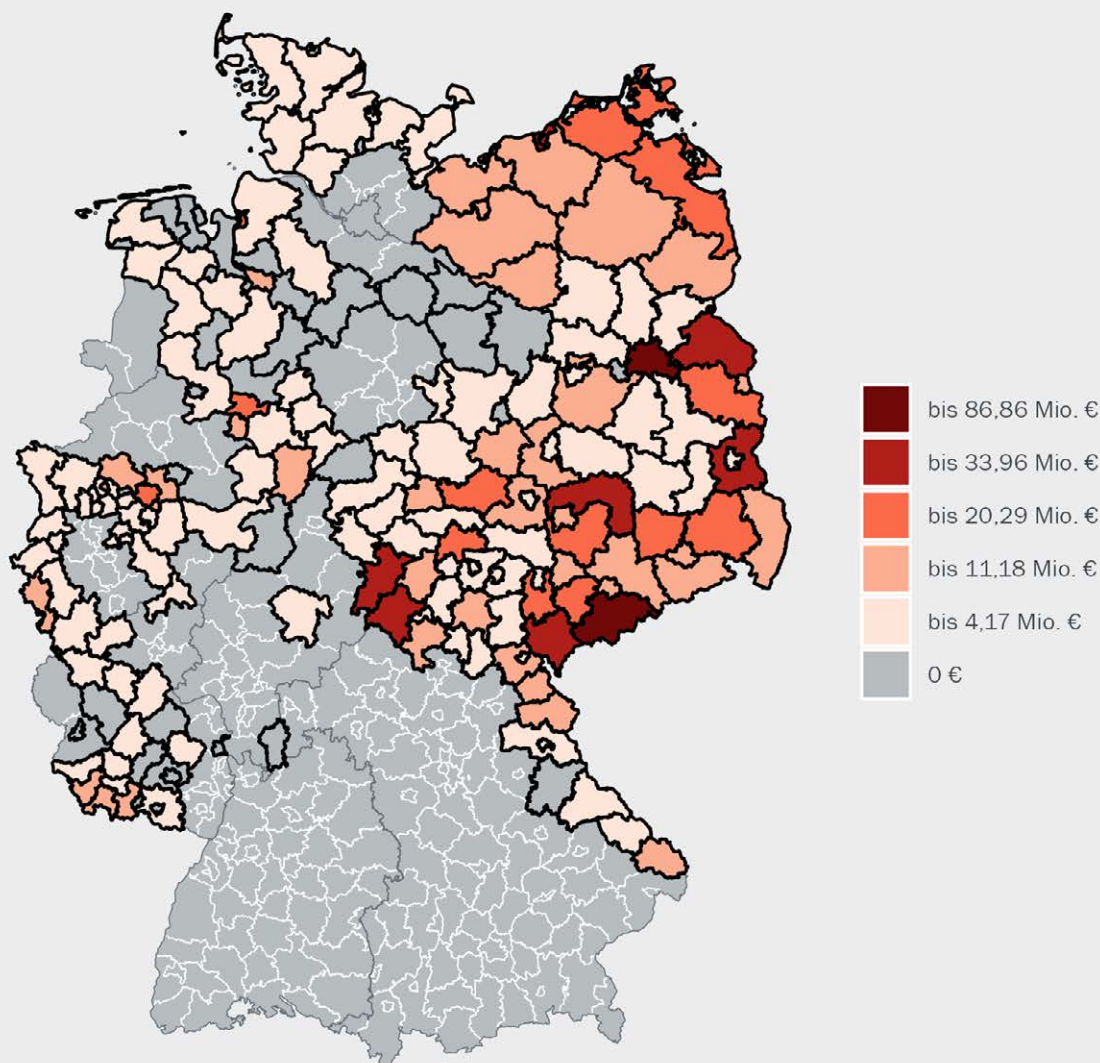 bis 86,86 Mio. €
bis 33,96 Mio. €
bis 20,29 Mio. €
bis 11,18 Mio. €
bis 4,17 Mio. €
0 €